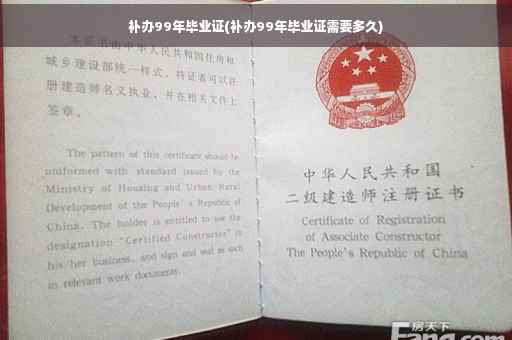 补办99年毕业证(补办99年毕业证需要多久)
本证书由中华人民共和国住房和
城乡建设部统一样式，持证者可以注
册建造师名义执业，并在相关文件上
签章。
The pattern of this certificate should be
uniformed with standard issued by the
Ministry of Housing and Urban Rural
Development of the People's Republic of
China. The holder is entitled to use the
designation "Certified Constructor" in
his/her business, and sign and seal as such
in relevant work documents.
中华人民共和国
二级建造师注册证书
Certificate of Registration
of Associate Constructor
The People's Republic of China
房天下
Fang.com